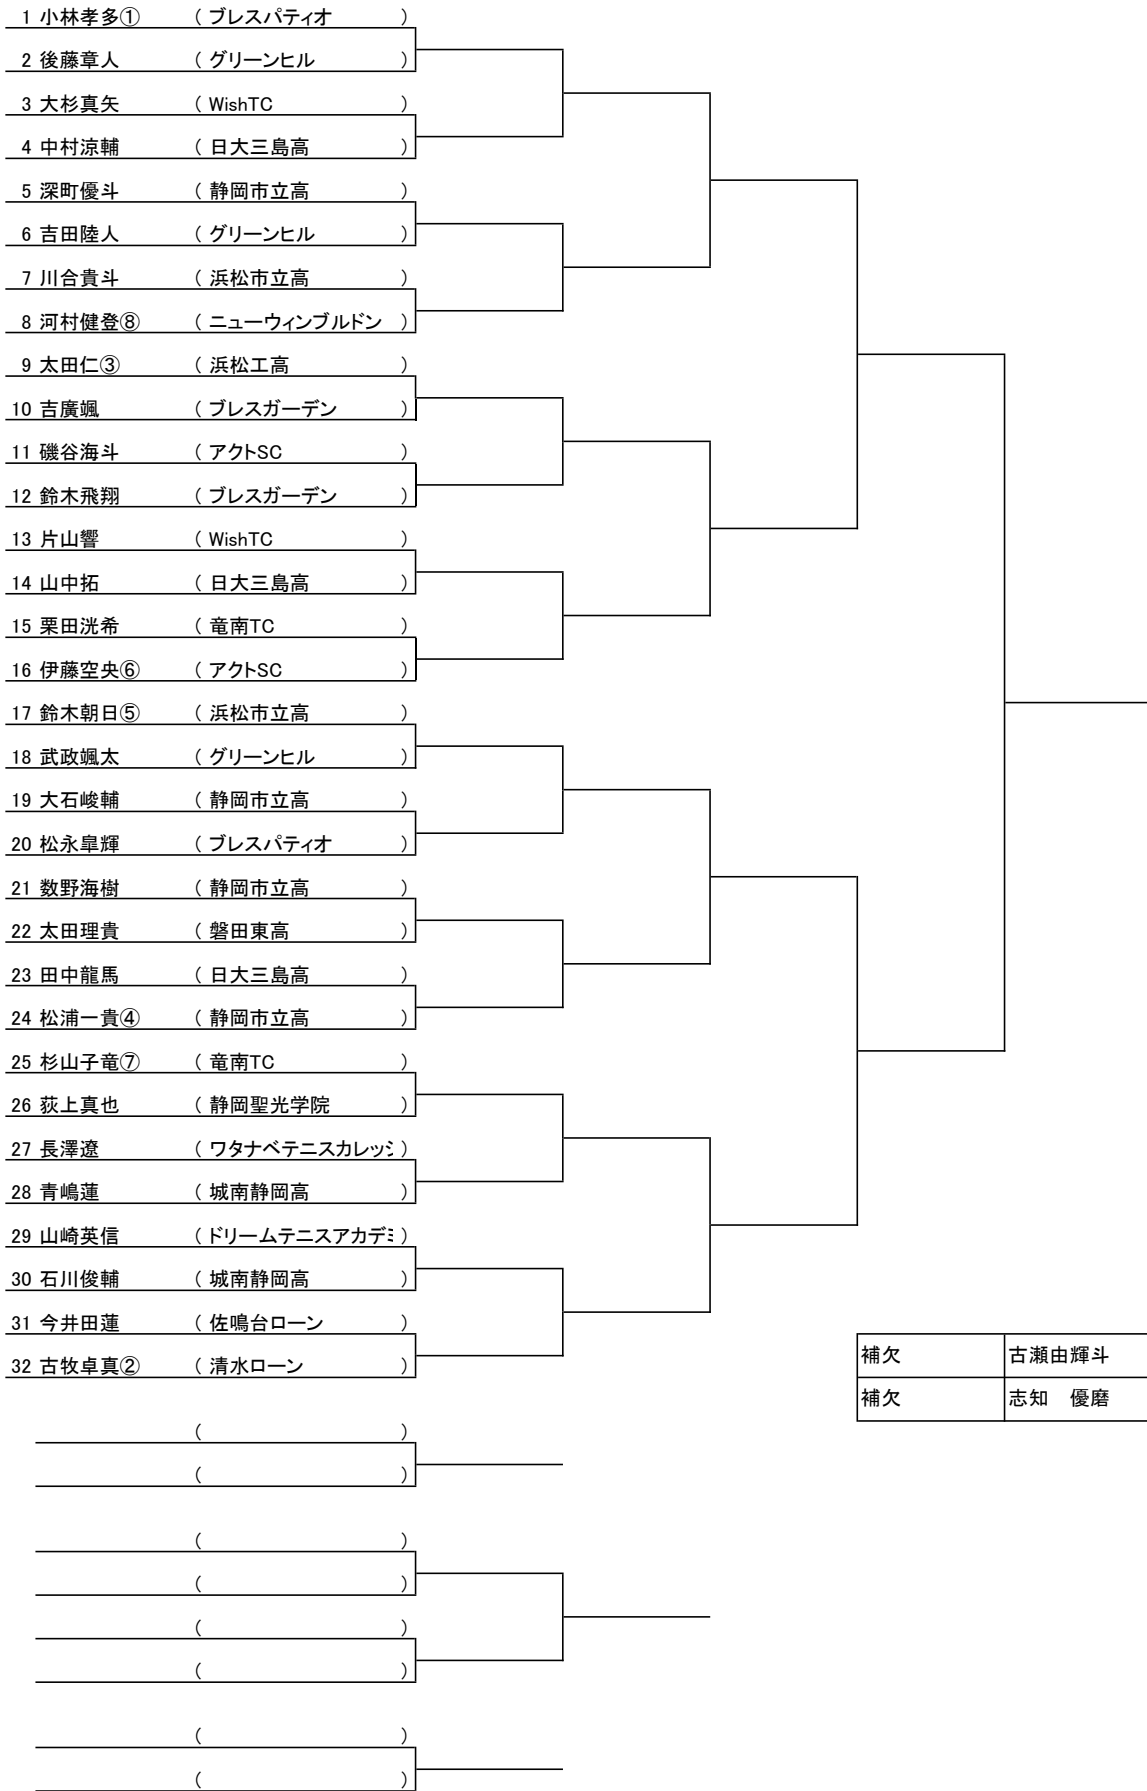 1 小林孝多① ( ブレスパティオ )
2 後藤章人 ( グリーンヒル )
3 大杉真矢 ( WishTC )
4 中村涼輔 ( 日大三島高 )
5 深町優斗 ( 静岡市立高 )
6 吉田陸人 ( グリーンヒル )
7 川合貴斗 ( 浜松市立高 )
8 河村健登⑧ ( ニューウィンブルドン )
9 太田仁③ ( 浜松工高 )
10 吉廣颯 ( ブレスガーデン )
11 磯谷海斗 ( アクトSC )
12 鈴木飛翔 ( ブレスガーデン )
13 片山響 ( WishTC )
14 山中拓 ( 日大三島高 )
15 栗田洸希 ( 竜南TC )
16 伊藤空央⑥ ( アクトSC )
17 鈴木朝日⑤ ( 浜松市立高 )
18 武政颯太 ( グリーンヒル )
19 大石峻輔 ( 静岡市立高 )
20 松永皐輝 ( ブレスパティオ )
21 数野海樹 ( 静岡市立高 )
22 太田理貴 ( 磐田東高 )
23 田中龍馬 ( 日大三島高 )
24 松浦一貴④ ( 静岡市立高 )
25 杉山子竜⑦ ( 竜南TC )
26 荻上真也 ( 静岡聖光学院 )
27 長澤遼 ( ワタナベテニスカレッジ )
28 青嶋蓮 ( 城南静岡高 )
29 山崎英信 ( ドリームテニスアカデミ )
30 石川俊輔 ( 城南静岡高 )
31 今井田蓮 ( 佐鳴台ローン )
32 古牧卓真② ( 清水ローン )
補欠 古瀬由輝斗
補欠 志知 優磨
( )
( )
( )
( )
( )
( )
( )
( )